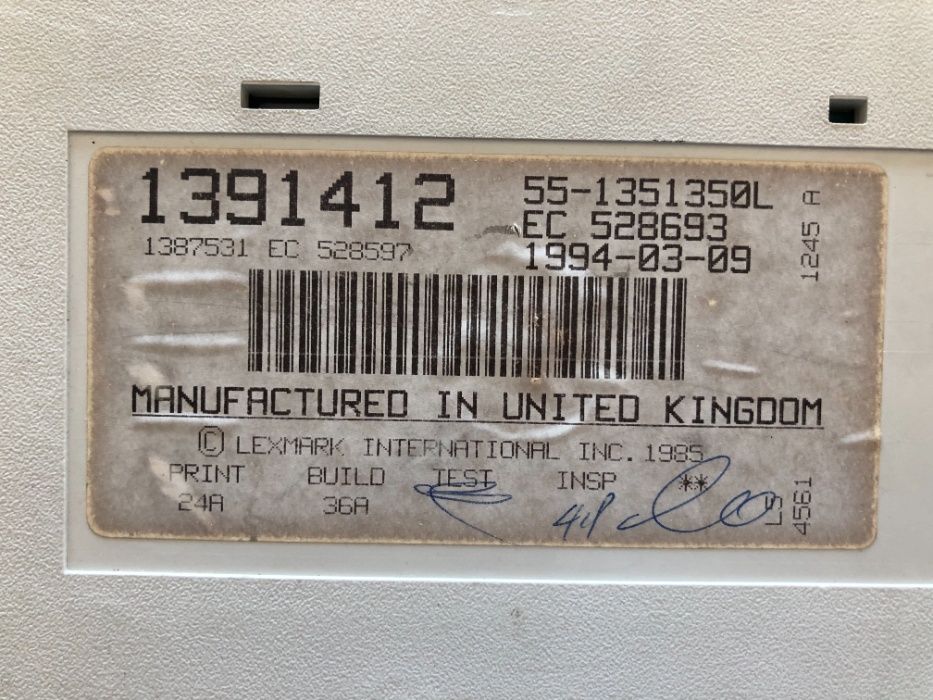 1391412
1387531 EC 528597
55-1351350L
EC 528693
1994-03-09
1245 A
MANUFACTURED IN UNITED KINGDOM
© LEXMARK INTERNATIONAL INC. 1985
PRINT BUILD TEST INSP **
24A 36A
LS
4561